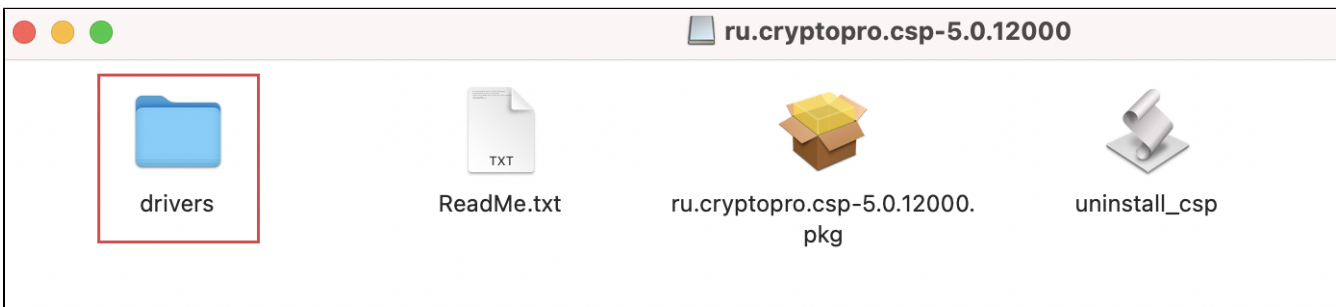 ru.cryptopro.csp-5.0.12000
TXT
drivers
ReadMe.txt
ru.cryptopro.csp-5.0.12000.
pkg
uninstall_csp